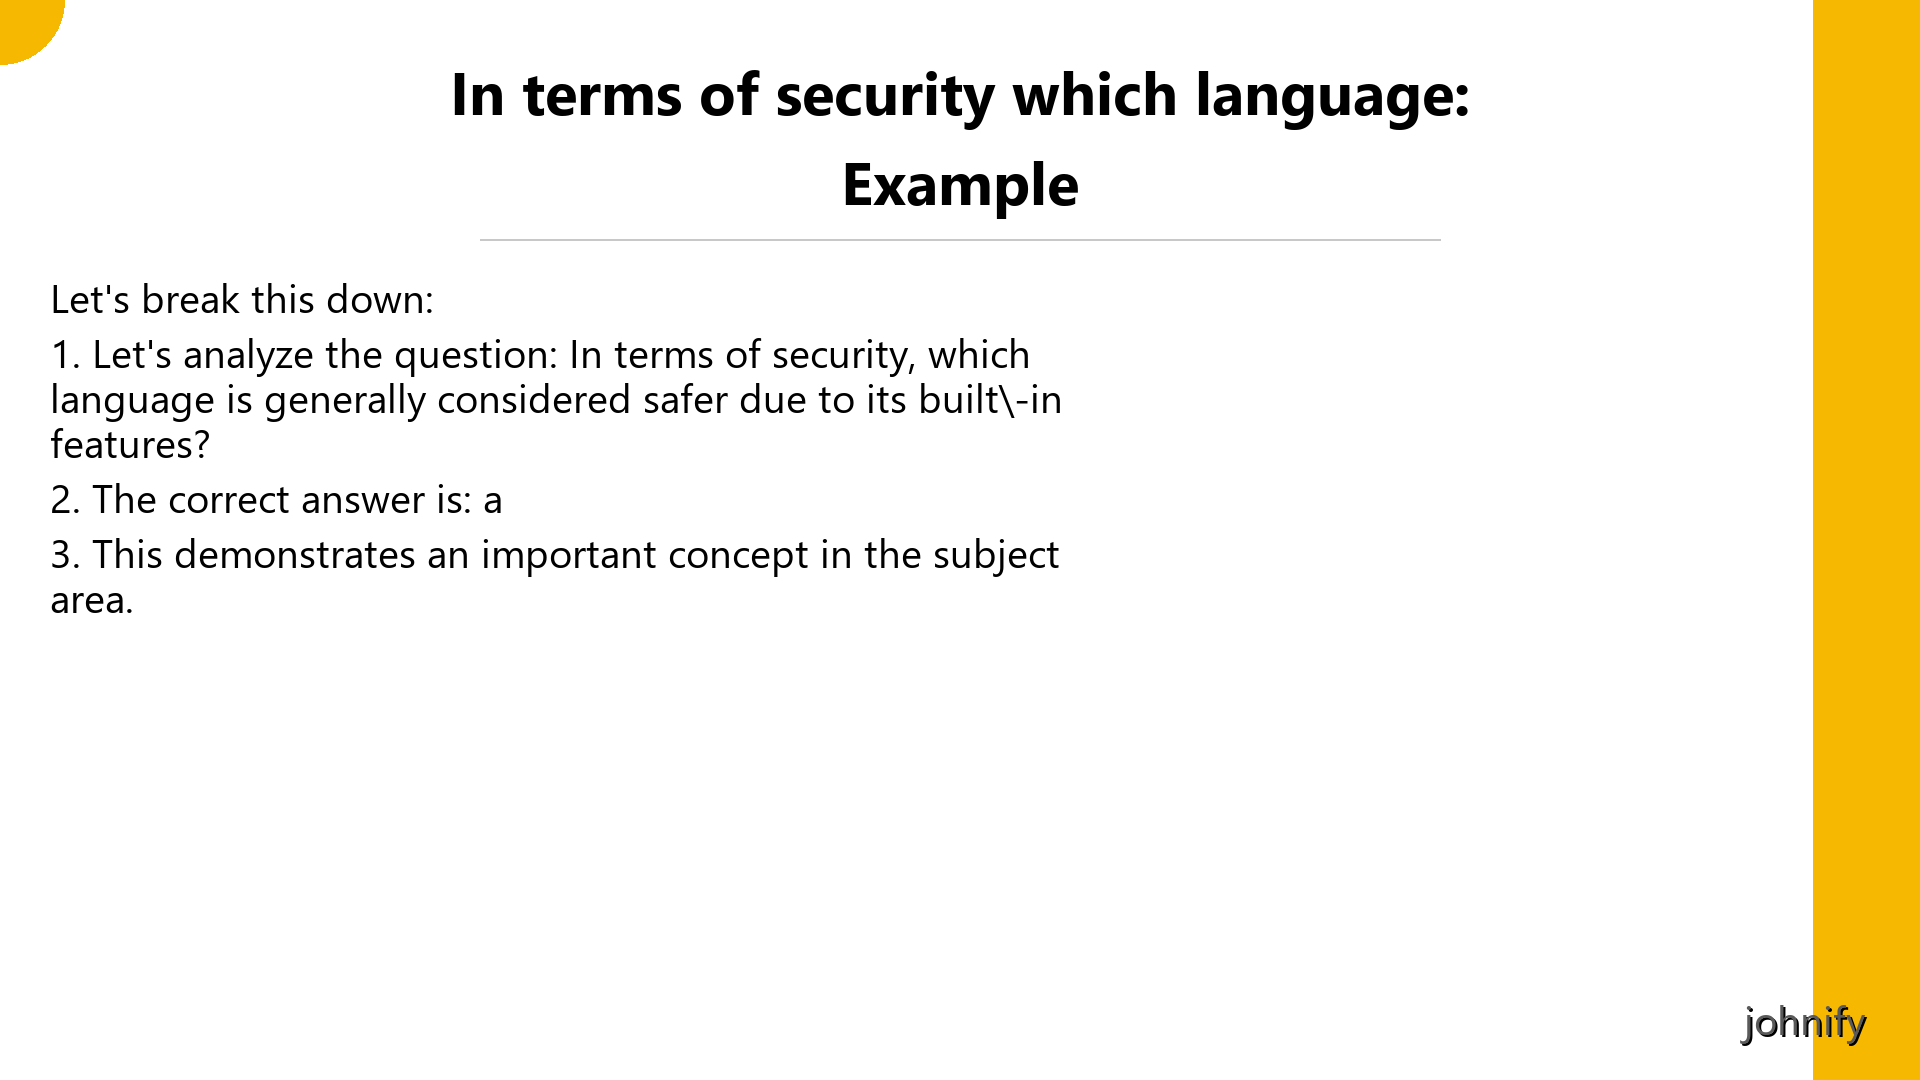 In terms of security which language:
Example
Let's break this down:
1. Let's analyze the question: In terms of security, which
language is generally considered safer due to its built\-in
features?
2. The correct answer is: a
3. This demonstrates an important concept in the subject
area.
johnify